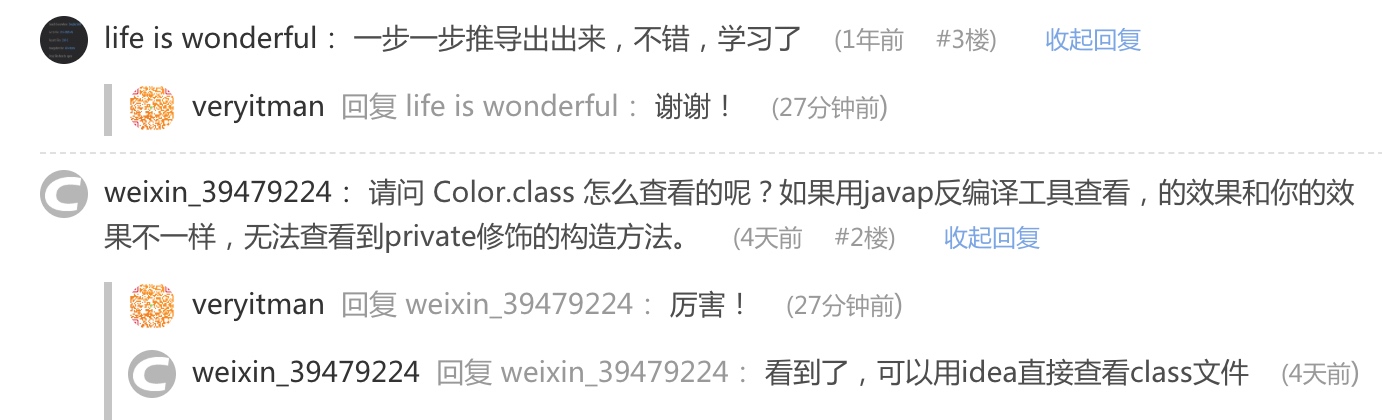 life is wonderful： 一步一步推导出出来，不错，学习了 (1年前 #3楼) 收起回复
veryitman 回复 life is wonderful： 谢谢！ (27分钟前)
weixin_39479224： 请问 Color.class 怎么查看的呢？如果用javap反编译工具查看，的效果和你的效
果不一样，无法查看到private修饰的构造方法。 (4天前 #2楼) 收起回复
veryitman 回复 weixin_39479224： 厉害！ (27分钟前)
weixin_39479224 回复 weixin_39479224： 看到了，可以用idea直接查看class文件 (4天前)